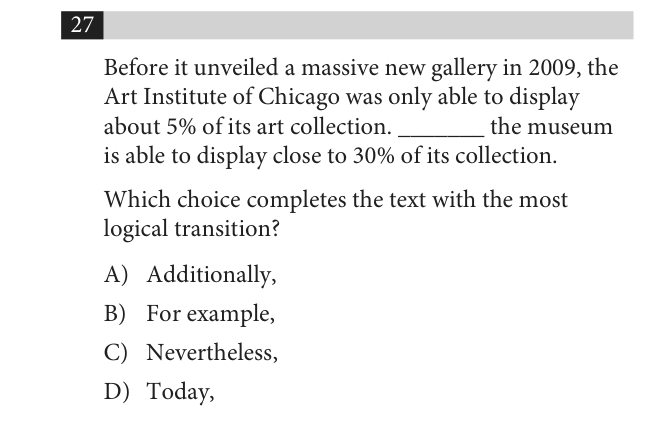 27
Before it unveiled a massive new gallery in 2009, the
Art Institute of Chicago was only able to display
about 5% of its art collection. _______ the museum
is able to display close to 30% of its collection.
Which choice completes the text with the most
logical transition?
A) Additionally,
B) For example,
C) Nevertheless,
D) Today,